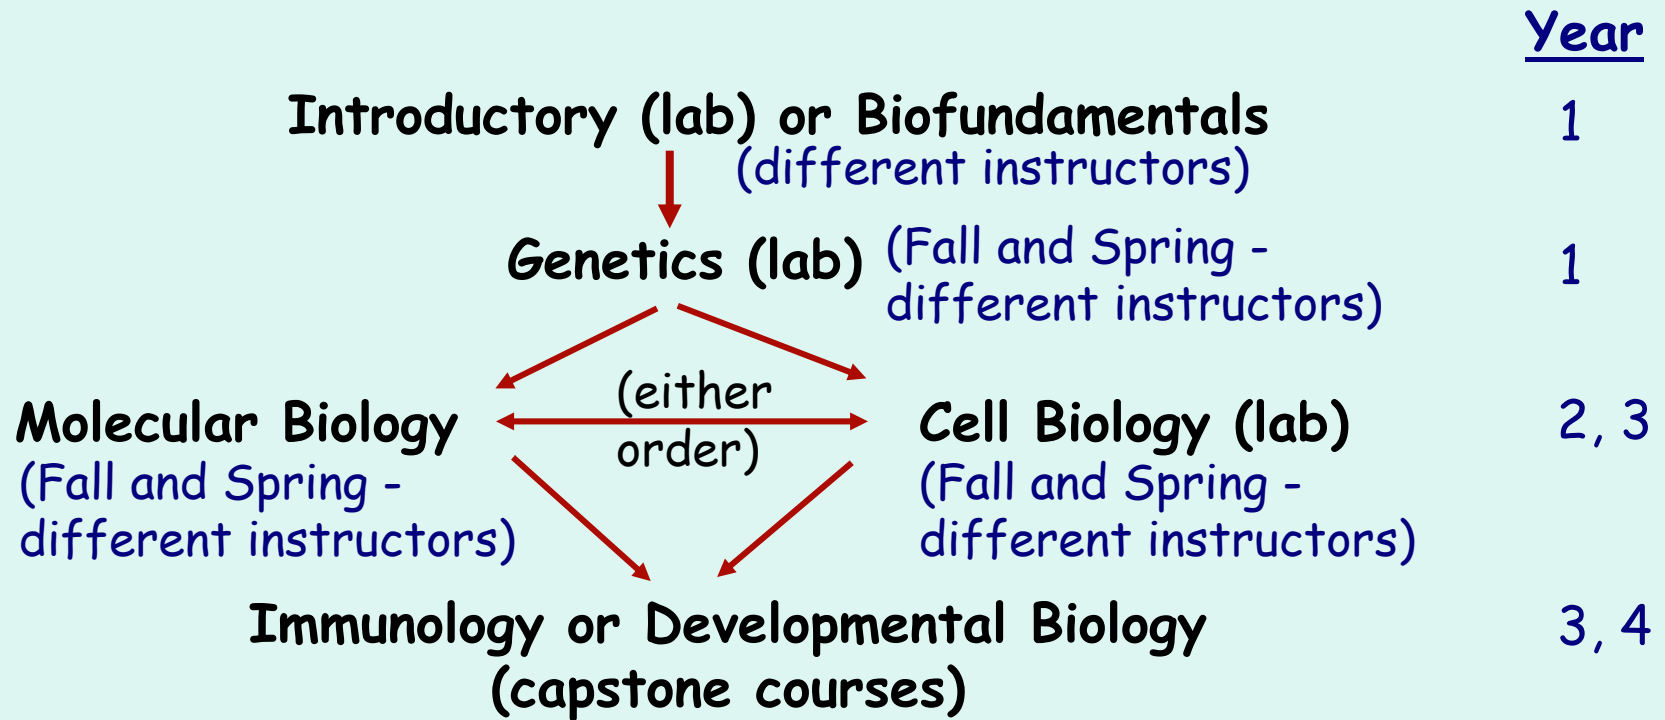 Year
Introductory (lab) or Biofundamentals
1
(different instructors)
Genetics (lab)
(Fall and Spring -
different instructors)
1
(either
order)
Molecular Biology
(Fall and Spring -
different instructors)
Cell Biology (lab)
(Fall and Spring -
different instructors)
2, 3
Immunology or Developmental Biology
(capstone courses)
3, 4